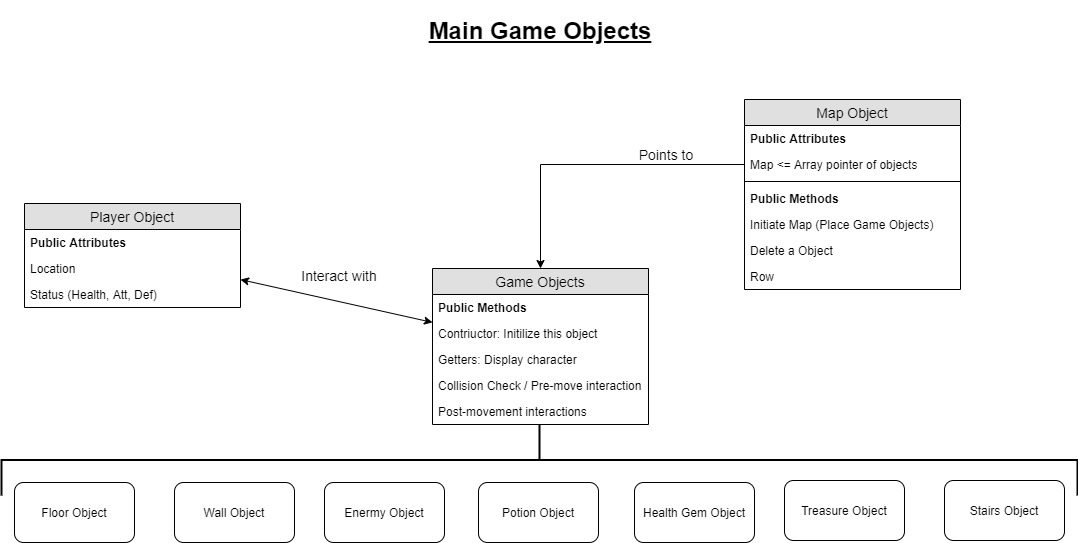 Main Game Objects
Map Object
Public Attributes
Map <= Array pointer of objects
Public Methods
Initiate Map (Place Game Objects)
Delete a Object
Row
Points to
Player Object
Public Attributes
Location
Status (Health, Att, Def)
Interact with
Game Objects
Public Methods
Contriuctor: Initilize this object
Getters: Display character
Collision Check / Pre-move interaction
Post-movement interactions
Floor Object
Wall Object
Enermy Object
Potion Object
Health Gem Object
Treasure Object
Stairs Object